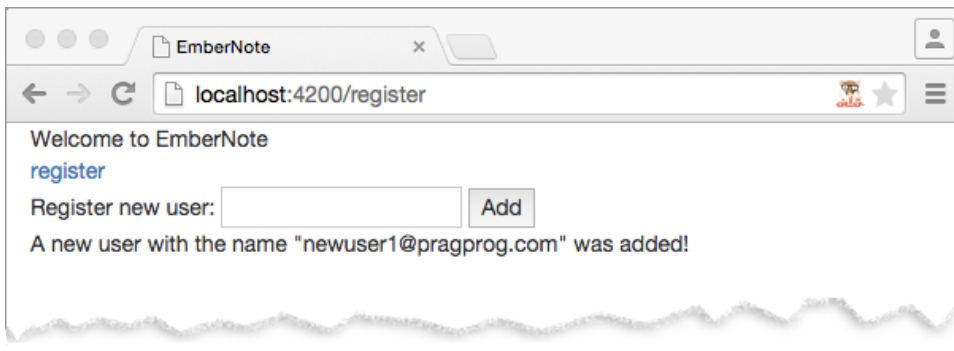 EmberNote
localhost:4200/register
Welcome to EmberNote
register
Register new user: Add
A new user with the name "newuser1@pragprog.com" was added!